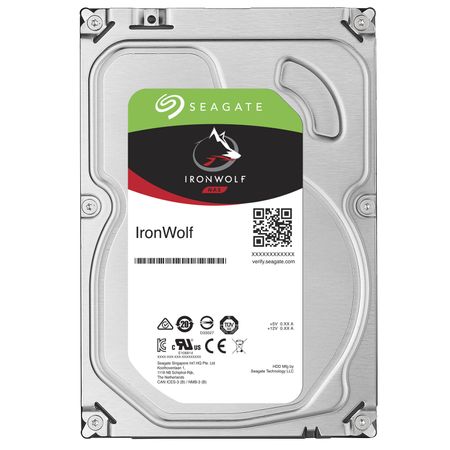 SEAGATE
IRONWOLF
NAS
IronWolf
XXXXXXXXXXXX
verify.seagate.com
+5V 0.XX A
+12V 0.XX A
Seagate Singapore Int'l HQ Pte. Ltd
Koolhovenlaan 1,
1119 NB Schiphol-Rijk,
The Netherlands
CAN ICES-3 (B) / NMB-3 (B)
HDD Mfg by
Seagate Technology LLC